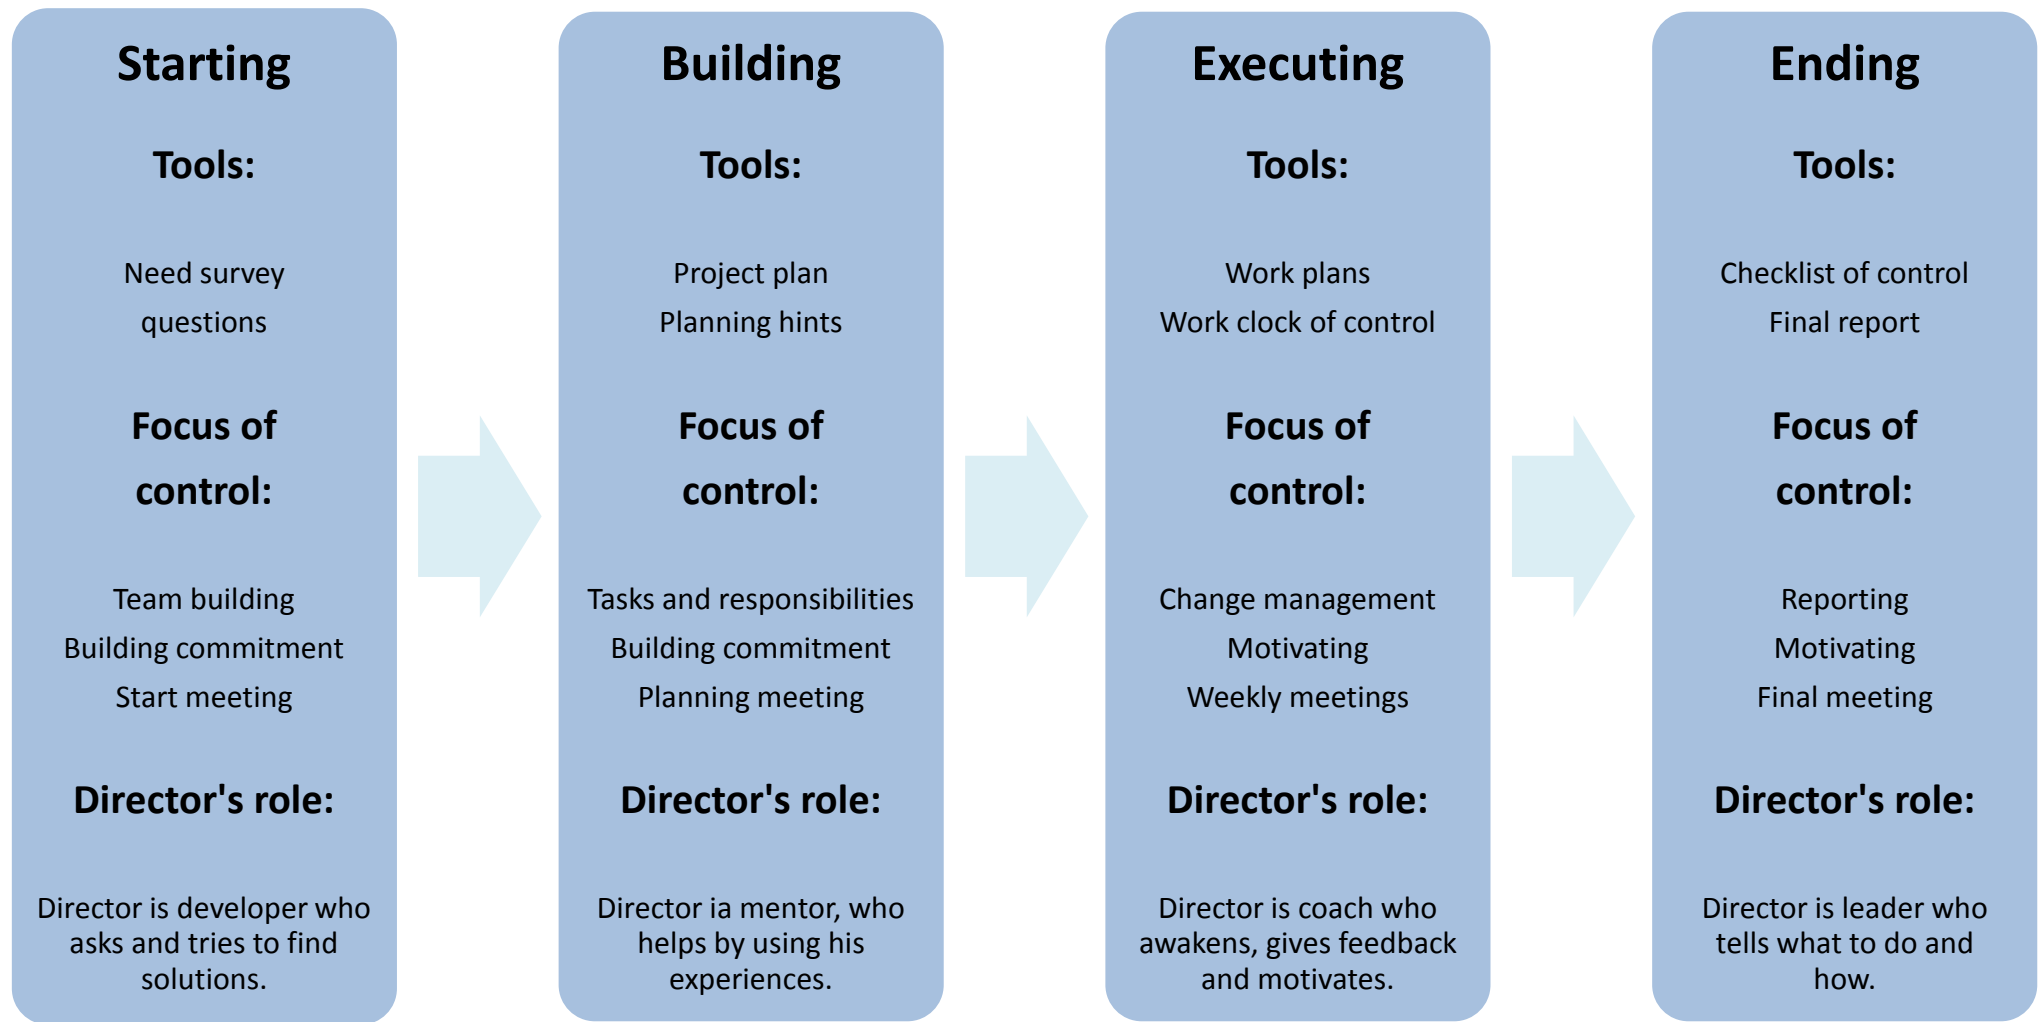 Starting
Tools:
Need survey
questions
Focus of
control:
Team building
Building commitment
Start meeting
Director's role:
Director is developer who
asks and tries to find
solutions.
Building
Tools:
Project plan
Planning hints
Focus of
control:
Tasks and responsibilities
Building commitment
Planning meeting
Director's role:
Director ia mentor, who
helps by using his
experiences.
Executing
Tools:
Work plans
Work clock of control
Focus of
control:
Change management
Motivating
Weekly meetings
Director's role:
Director is coach who
awakens, gives feedback
and motivates.
Ending
Tools:
Checklist of control
Final report
Focus of
control:
Reporting
Motivating
Final meeting
Director's role:
Director is leader who
tells what to do and
how.